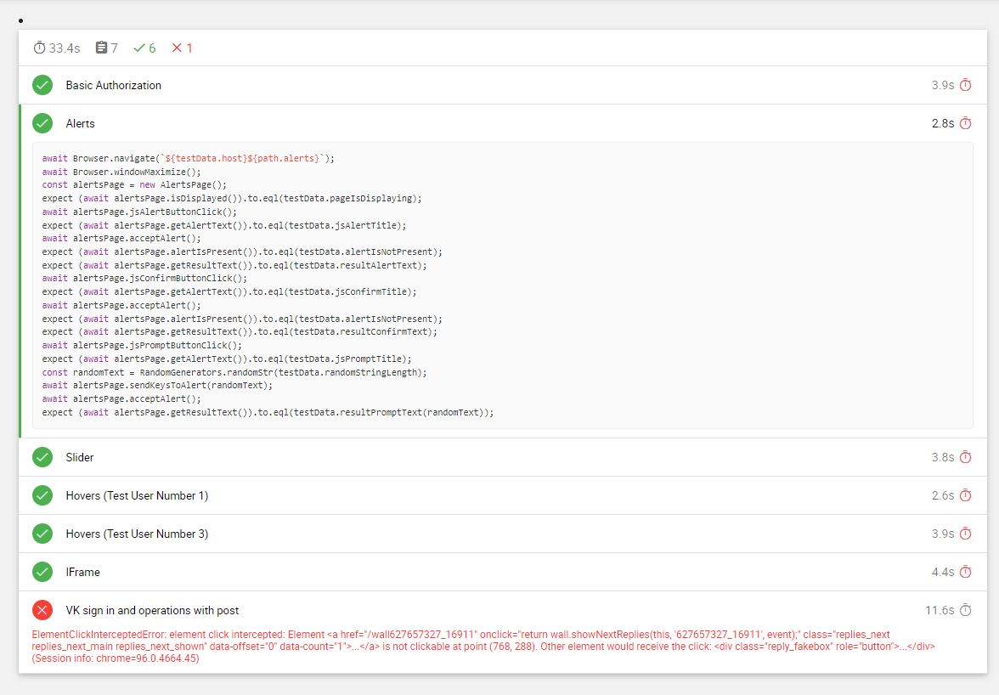 33.4s 7 6 1
Basic Authorization 3.9s
Alerts 2.8s
await Browser.navigate(`${testData.host}${path.alerts}`);
await Browser.windowMaximize();
const alertsPage = new AlertsPage();
expect (await alertsPage.isDisplayed()).to.eql(testData.pageIsDisplaying);
await alertsPage.jsAlertButtonClick();
expect (await alertsPage.getAlertText()).to.eql(testData.jsAlertTitle);
await alertsPage.acceptAlert();
expect (await alertsPage.alertIsPresent()).to.eql(testData.alertIsNotPresent);
expect (await alertsPage.getResultText()).to.eql(testData.resultAlertText);
await alertsPage.jsConfirmButtonClick();
expect (await alertsPage.getAlertText()).to.eql(testData.jsConfirmTitle);
await alertsPage.acceptAlert();
expect (await alertsPage.alertIsPresent()).to.eql(testData.alertIsNotPresent);
expect (await alertsPage.getResultText()).to.eql(testData.resultConfirmText);
await alertsPage.jsPromptButtonClick();
expect (await alertsPage.getAlertText()).to.eql(testData.jsPromptTitle);
const randomText = RandomGenerators.randomStr(testData.randomStringLength);
await alertsPage.sendKeysToAlert(randomText);
await alertsPage.acceptAlert();
expect (await alertsPage.getResultText()).to.eql(testData.resultPromptText(randomText));
Slider 3.8s
Hovers (Test User Number 1) 2.6s
Hovers (Test User Number 3) 3.9s
IFrame 4.4s
VK sign in and operations with post 11.6s
ElementClickInterceptedError: element click intercepted: Element <a href="/wall627657327_16911" onclick="return wall.showNextReplies(this, '627657327_16911', event);" class="replies_next
replies_next_main replies_next_shown" data-offset="0" data-count="1">...</a> is not clickable at point (768, 288). Other element would receive the click: <div class="reply_fakebox" role="button">...</div>
(Session info: chrome=96.0.4664.45)